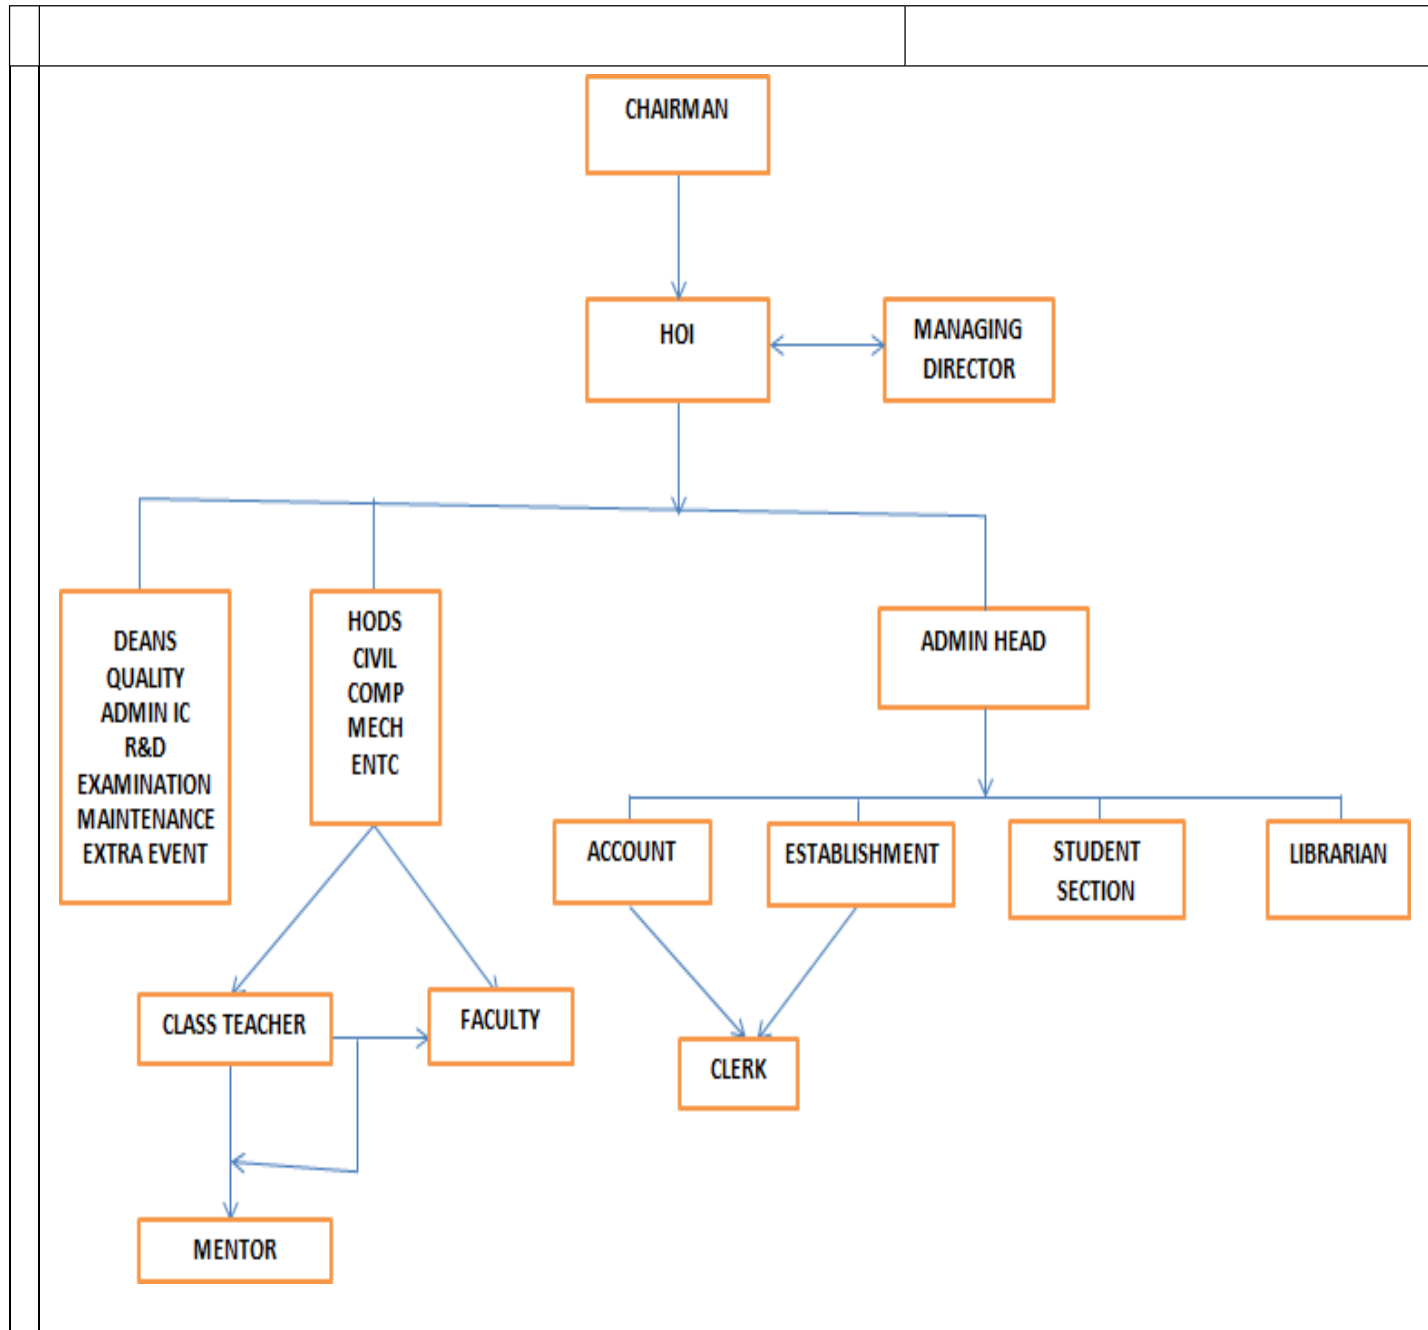 CHAIRMAN
HOI
MANAGING
DIRECTOR
DEANS
QUALITY
ADMIN IC
R&D
EXAMINATION
MAINTENANCE
EXTRA EVENT
HODS
CIVIL
COMP
MECH
ENTC
ADMIN HEAD
ACCOUNT
ESTABLISHMENT
STUDENT
SECTION
LIBRARIAN
CLASS TEACHER
FACULTY
CLERK
MENTOR